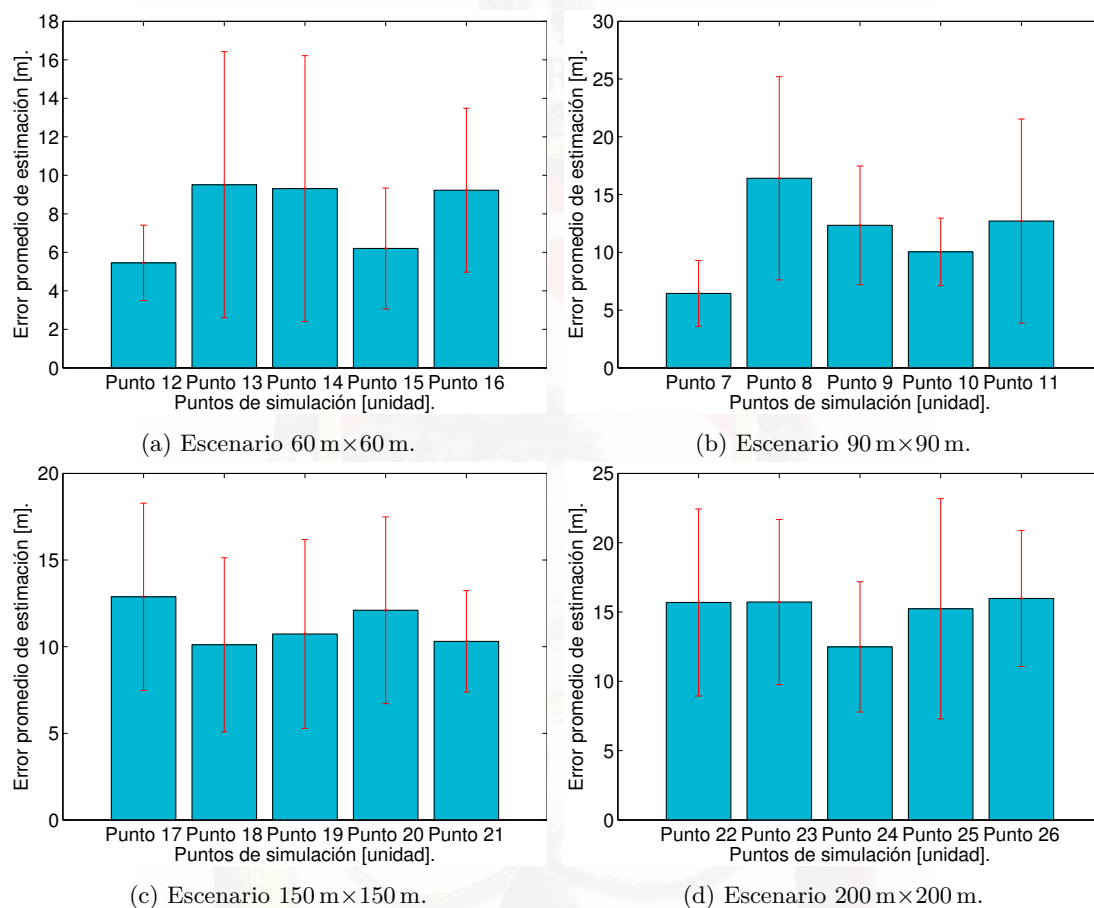 18
16
14
12
10
8
6
4
2
0
Error promedio de estimación [m].
Punto 12 Punto 13 Punto 14 Punto 15 Punto 16
Puntos de simulación [unidad].
(a) Escenario 60 m×60 m.
30
25
20
15
10
5
0
Error promedio de estimación [m].
Punto 7 Punto 8 Punto 9 Punto 10 Punto 11
Puntos de simulación [unidad].
(b) Escenario 90 m×90 m.
20
15
10
5
0
Error promedio de estimación [m].
Punto 17 Punto 18 Punto 19 Punto 20 Punto 21
Puntos de simulación [unidad].
(c) Escenario 150 m×150 m.
25
20
15
10
5
0
Error promedio de estimación [m].
Punto 22 Punto 23 Punto 24 Punto 25 Punto 26
Puntos de simulación [unidad].
(d) Escenario 200 m×200 m.